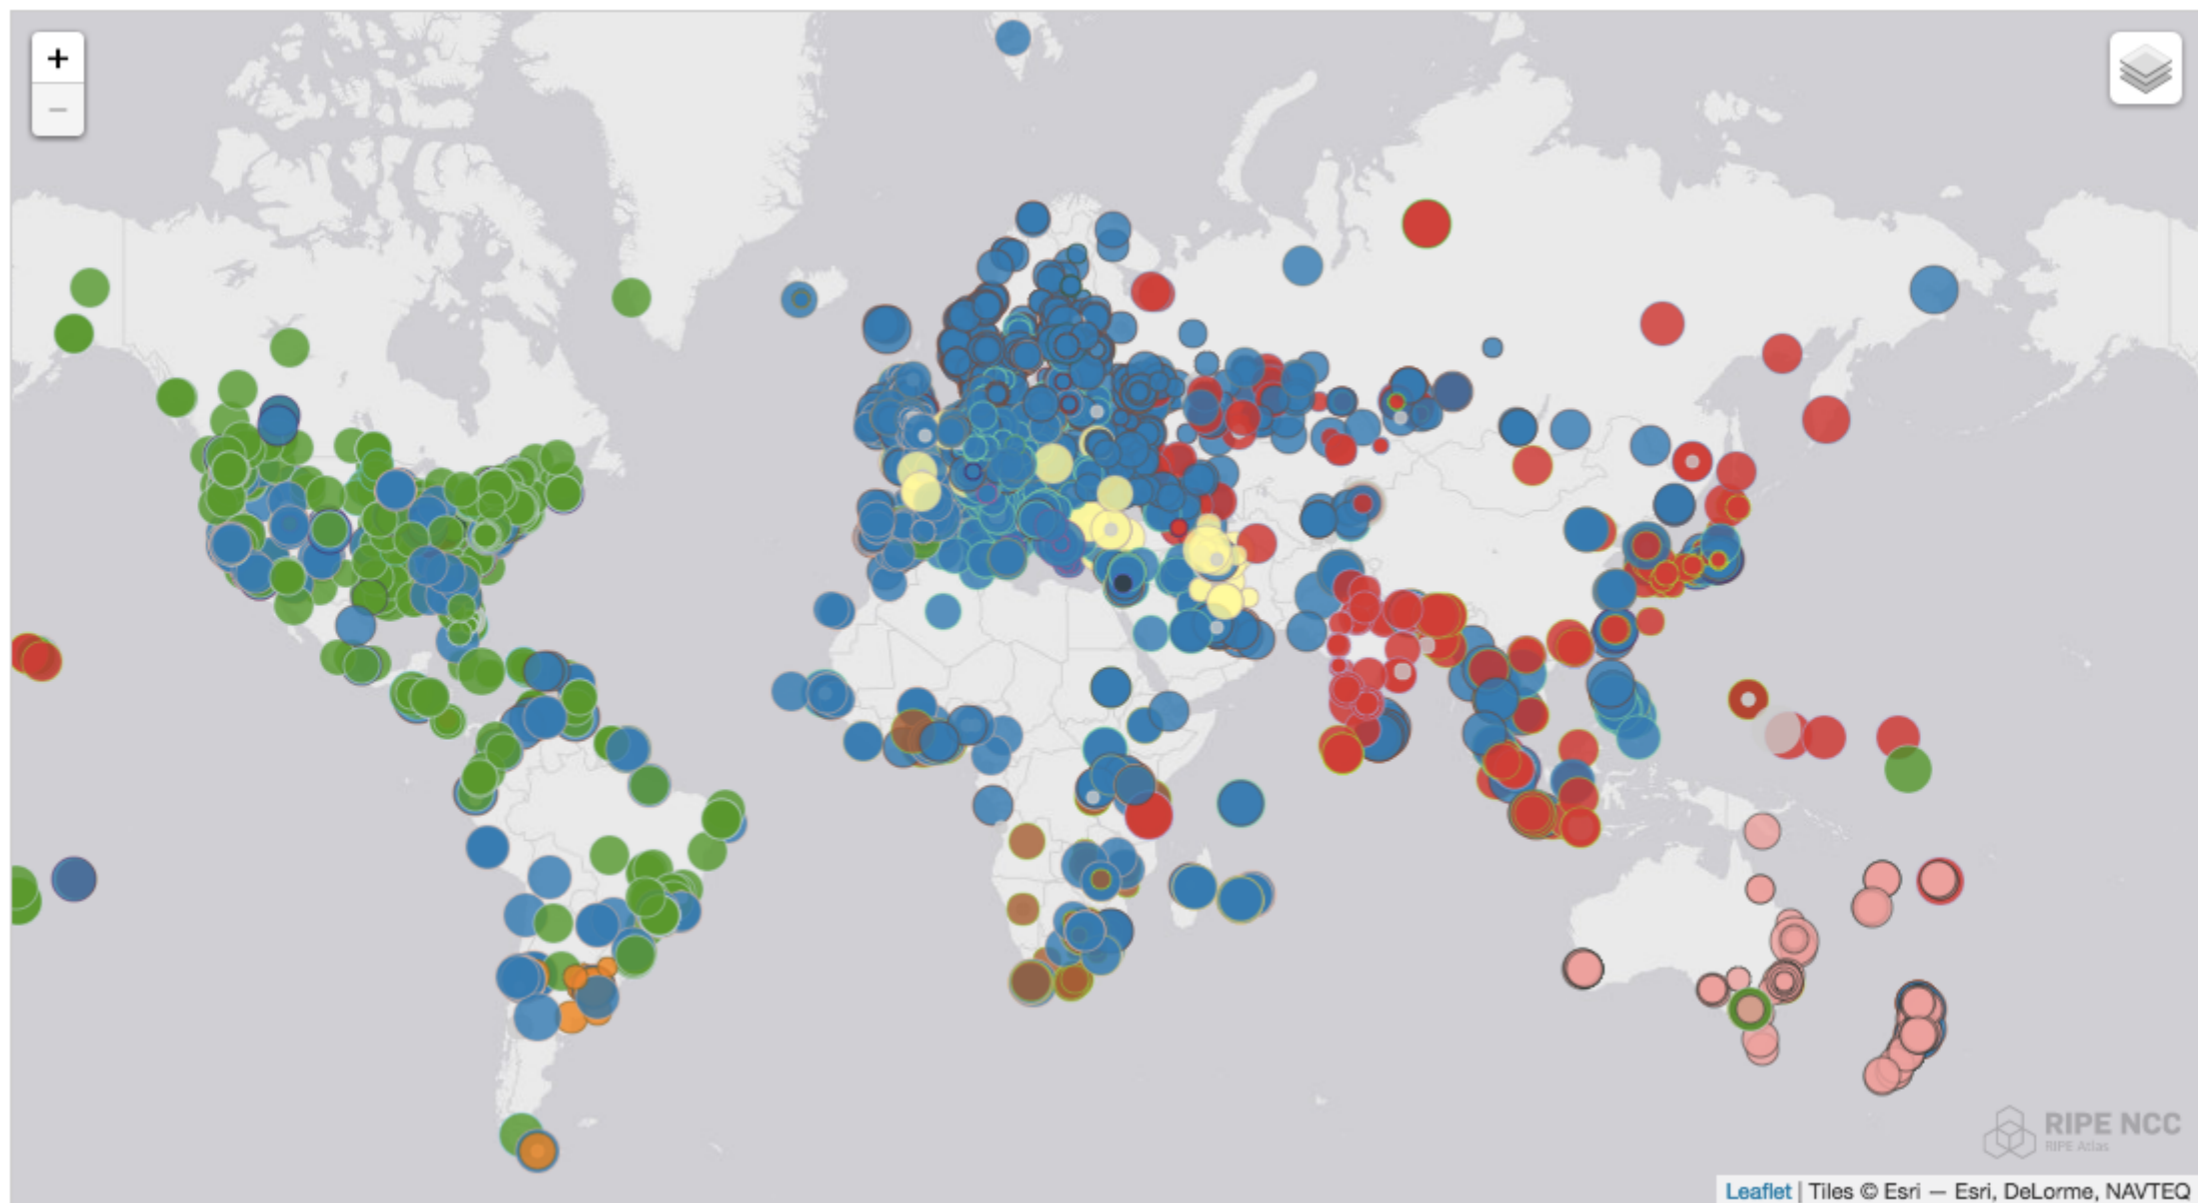 +
−
RIPE NCC
RIPE Atlas
Leaflet | Tiles © Esri — Esri, DeLorme, NAVTEQ